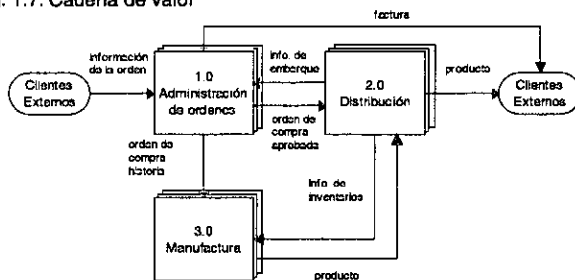 1.7. Cadena de valor
factura
información
de la orden
Clientes
Externos
1.0
Administración
de ordenes
info. de
embarque
2.0
Distribución
producto
Clientes
Externos
orden de
compra
aprobada
orden de
compra
historia
info. de
inventarios
3.0
Manufactura
producto